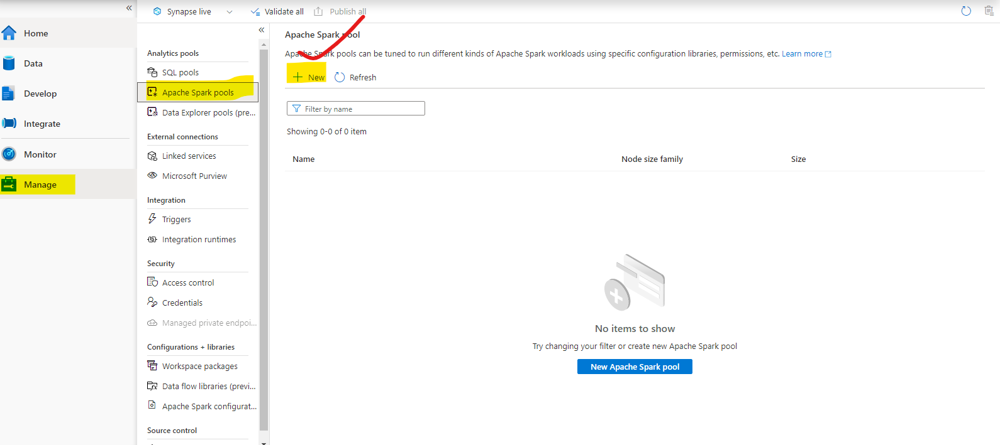 Synapse live
Validate all
Publish all
Home
Data
Develop
Integrate
Monitor
Manage
Analytics pools
SQL pools
Apache Spark pools
Data Explorer pools (pre...
External connections
Linked services
Microsoft Purview
Integration
Triggers
Integration runtimes
Security
Access control
Credentials
Managed private endpoi...
Configurations + libraries
Workspace packages
Data flow libraries (previ...
Apache Spark configurat...
Source control
Apache Spark pool
Apache Spark pools can be tuned to run different kinds of Apache Spark workloads using specific configuration libraries, permissions, etc. Learn more
New
Refresh
Filter by name
Showing 0-0 of 0 item
Name Node size family Size
No items to show
Try changing your filter or create new Apache Spark pool
New Apache Spark pool